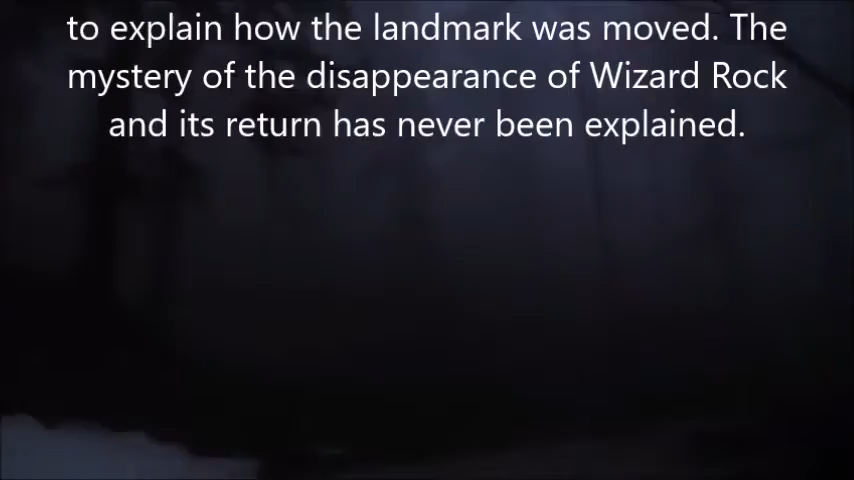 to explain how the landmark was moved. The
mystery of the disappearance of Wizard Rock
and its return has never been explained.